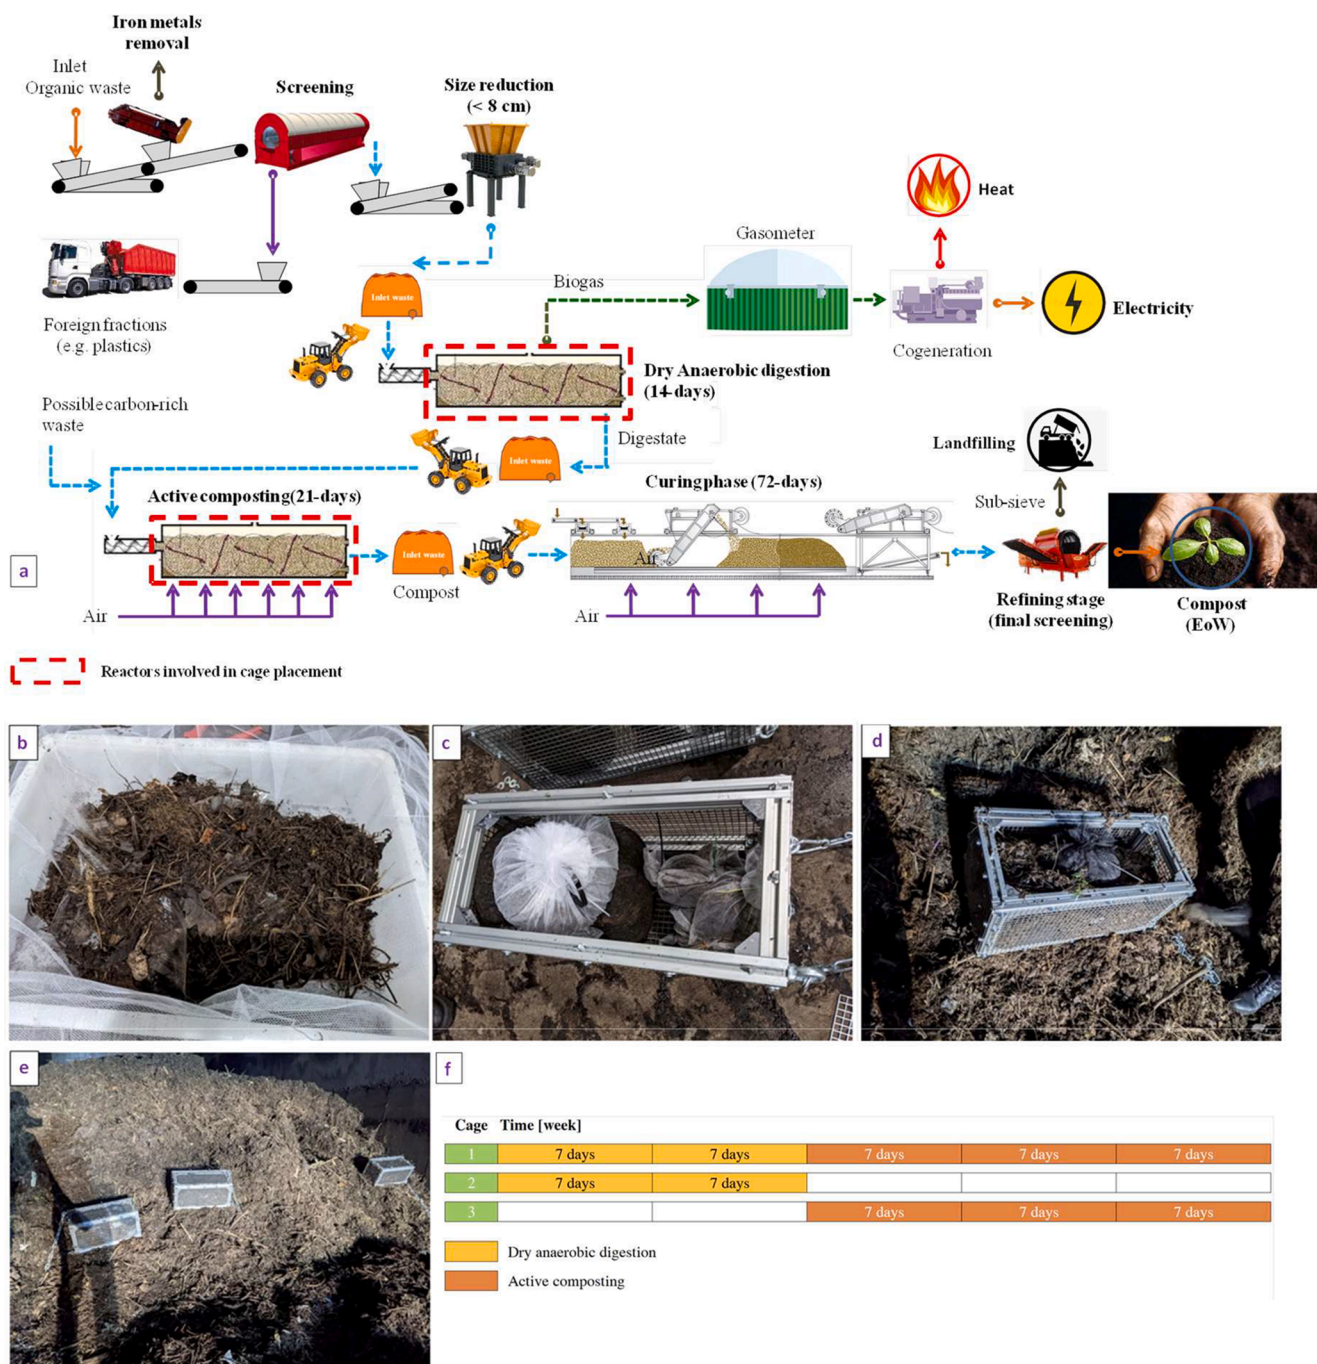 Iron metals
removal
Inlet
Organic waste
Screening
Size reduction
(< 8 cm)
Heat
Gasometer
Biogas
Inlet waste
Electricity
Foreign fractions
(e.g. plastics)
Cogeneration
Dry Anaerobic digestion
(14-days)
Possible carbon-rich
waste
Digestate
Landfilling
Inlet waste
Active composting(21-days)
Curingphase (72-days)
Sub-sieve
a
Inlet waste
Air
Compost
Air
Air
Refining stage
(final screening)
Compost
(EoW)
Reactors involved in cage placement
b
c
d
e
f
Cage Time [week]
1 7 days 7 days 7 days 7 days 7 days
2 7 days 7 days
3 7 days 7 days 7 days
Dry anaerobic digestion
Active composting